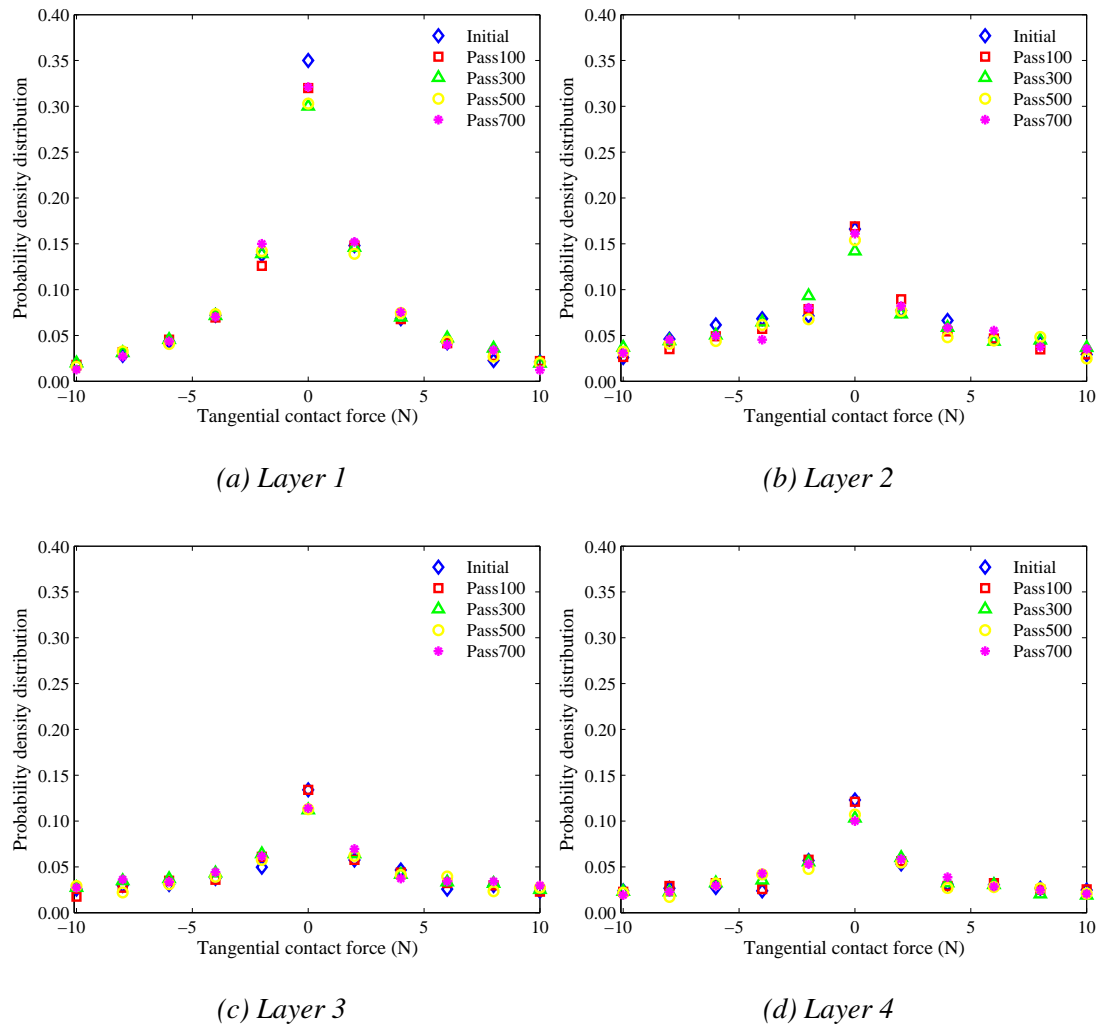 0.40
0.35
0.30
0.25
0.20
0.15
0.10
0.05
0.00
Probability density distribution
−10
−5
0
5
10
Tangential contact force (N)
Initial
Pass100
Pass300
Pass500
Pass700
(a) Layer 1
0.40
0.35
0.30
0.25
0.20
0.15
0.10
0.05
0.00
Probability density distribution
−10
−5
0
5
10
Tangential contact force (N)
Initial
Pass100
Pass300
Pass500
Pass700
(b) Layer 2
0.40
0.35
0.30
0.25
0.20
0.15
0.10
0.05
0.00
Probability density distribution
−10
−5
0
5
10
Tangential contact force (N)
Initial
Pass100
Pass300
Pass500
Pass700
(c) Layer 3
0.40
0.35
0.30
0.25
0.20
0.15
0.10
0.05
0.00
Probability density distribution
−10
−5
0
5
10
Tangential contact force (N)
Initial
Pass100
Pass300
Pass500
Pass700
(d) Layer 4